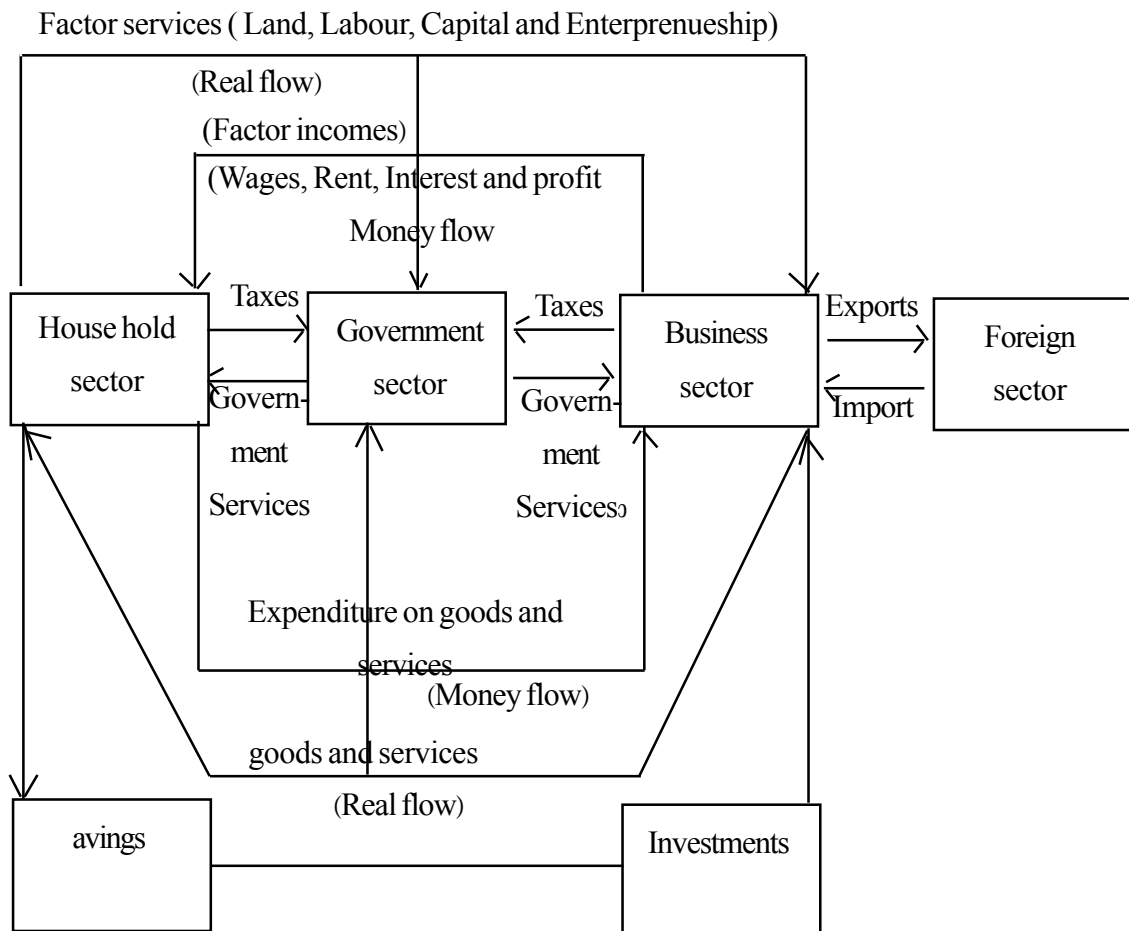 Factor services ( Land, Labour, Capital and Enterprenueship)
(Real flow)
(Factor incomes)
(Wages, Rent, Interest and profit
Money flow
House hold
sector
Taxes
Govern-
ment
Services
Government
sector
Taxes
Govern-
ment
Services
Business
sector
Exports
Import
Foreign
sector
Expenditure on goods and
services
(Money flow)
goods and services
(Real flow)
avings
Investments